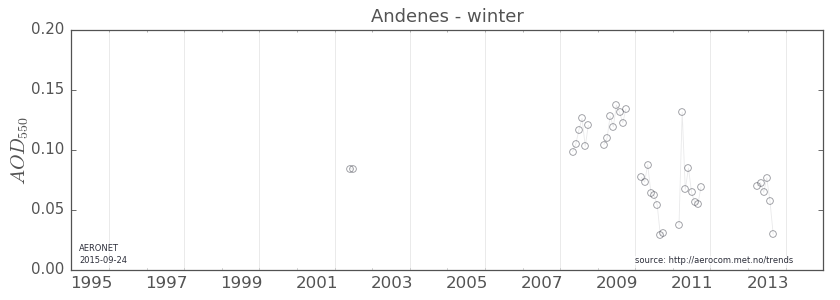 Andenes - winter
0.20
0.15
0.10
0.05
0.00
AOD550
AERONET
2015-09-24
source: http://aerocom.met.no/trends
1995 1997 1999 2001 2003 2005 2007 2009 2011 2013